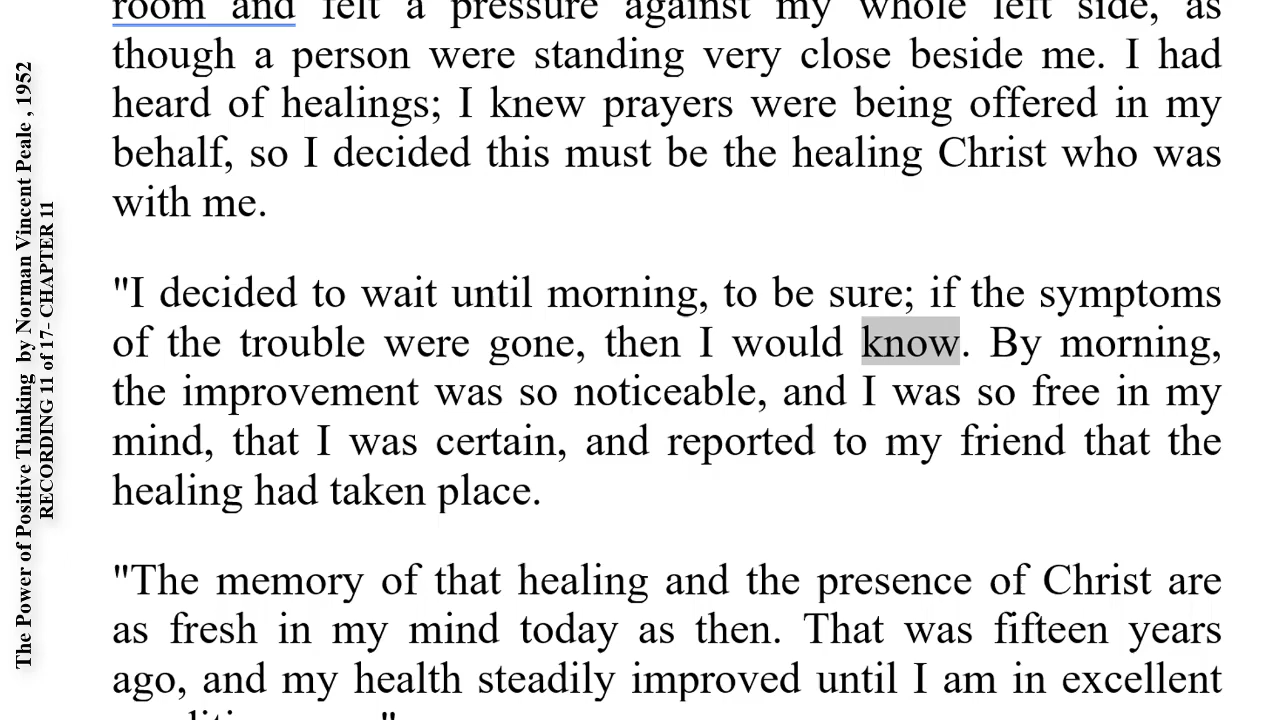 The Power of Positive Thinking by Norman Vincent Peale , 1952
RECORDING 11 of 17- CHAPTER 11
room and felt a pressure against my whole left side, as
though a person were standing very close beside me. I had
heard of healings; I knew prayers were being offered in my
behalf, so I decided this must be the healing Christ who was
with me.
"I decided to wait until morning, to be sure; if the symptoms
of the trouble were gone, then I would know. By morning,
the improvement was so noticeable, and I was so free in my
mind, that I was certain, and reported to my friend that the
healing had taken place.
"The memory of that healing and the presence of Christ are
as fresh in my mind today as then. That was fifteen years
ago, and my health steadily improved until I am in excellent